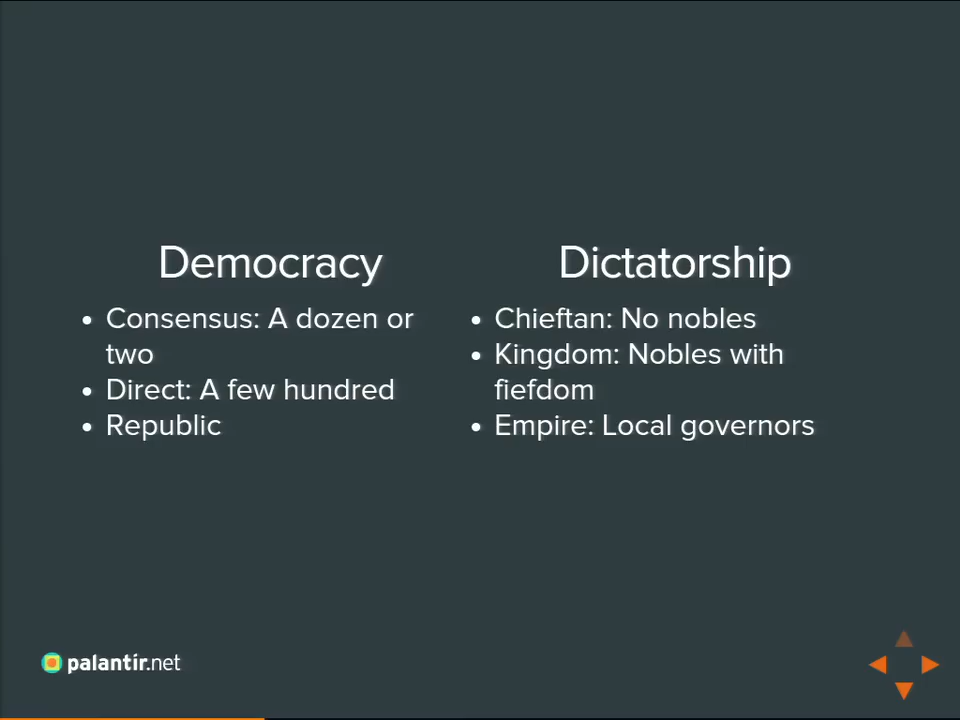 Democracy
• Consensus: A dozen or
two
• Direct: A few hundred
• Republic
Dictatorship
• Chieftan: No nobles
• Kingdom: Nobles with
fiefdom
• Empire: Local governors
palantir.net